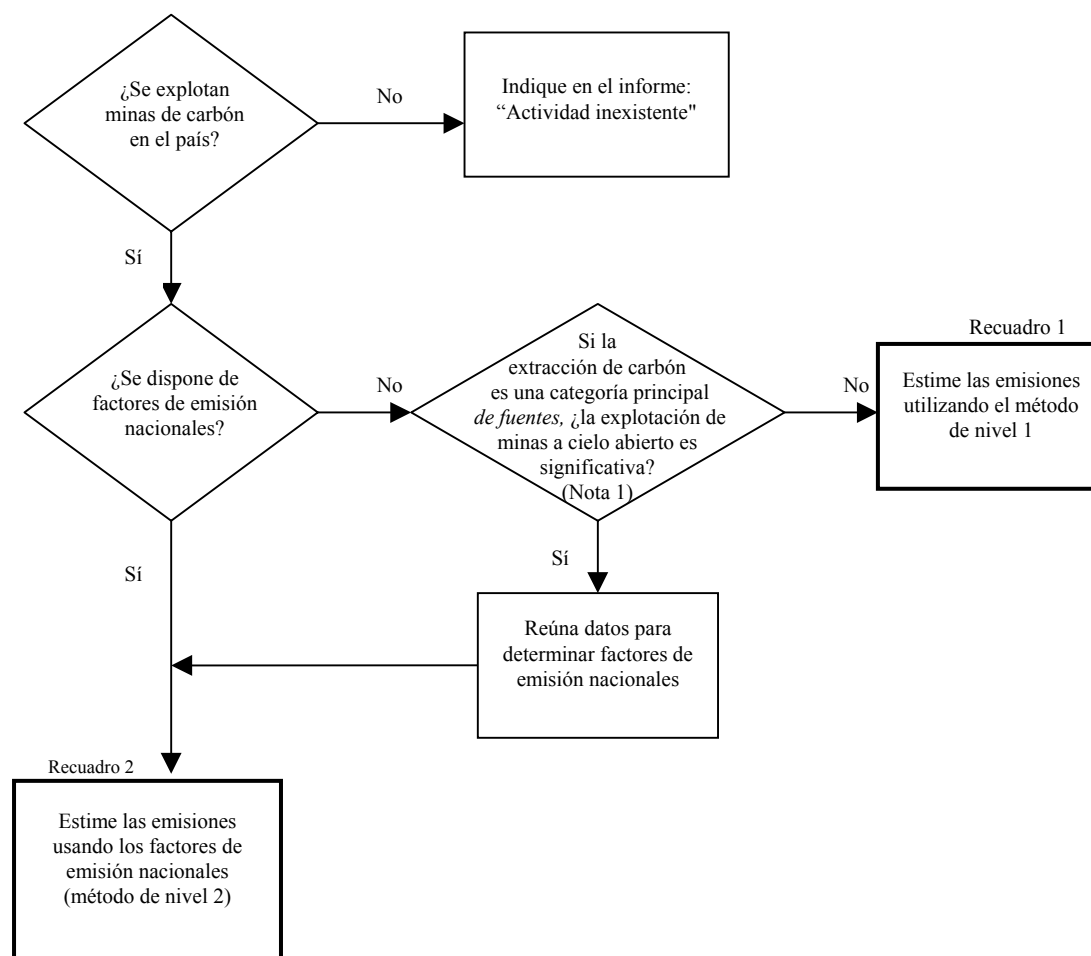 ¿Se explotan
minas de carbón
en el país?
No
Indique en el informe:
“Actividad inexistente"
Sí
¿Se dispone de
factores de emisión
nacionales?
No
Si la
extracción de carbón
es una categoría principal
de fuentes, ¿la explotación de
minas a cielo abierto es
significativa?
(Nota 1)
No
Recuadro 1
Estime las emisiones
utilizando el método
de nivel 1
Sí
Sí
Reúna datos para
determinar factores de
emisión nacionales
Recuadro 2
Estime las emisiones
usando los factores de
emisión nacionales
(método de nivel 2)